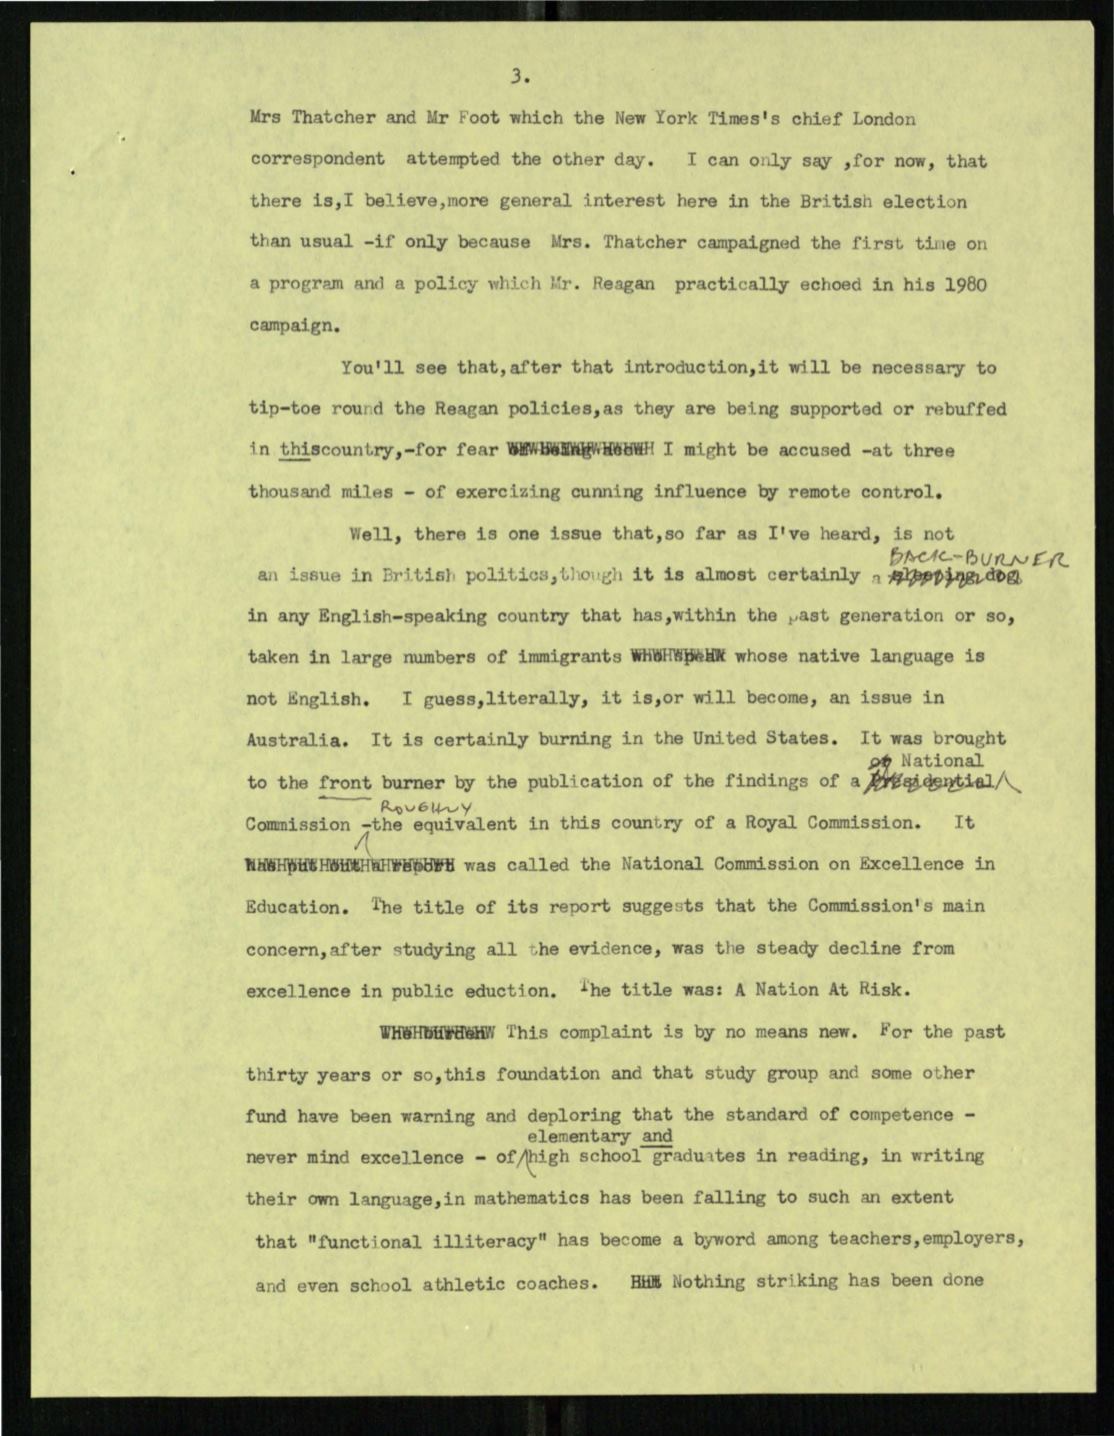 3.
Mrs Thatcher and Mr Foot which the New York Times's chief London
correspondent attempted the other day. I can only say ,for now, that
there is,I believe,more general interest here in the British election
than usual -if only because Mrs. Thatcher campaigned the first time on
a program and a policy which Mr. Reagan practically echoed in his 1980
campaign.
You'll see that,after that introduction,it will be necessary to
tip-toe round the Reagan policies,as they are being supported or rebuffed
in thiscountry,-for fear I might be accused -at three
thousand miles - of exercizing cunning influence by remote control.
Well, there is one issue that,so far as I've heard, is not
BACK-BURNER
an issue in British politics,though it is almost certainly a sleeping dog
in any English-speaking country that has,within the past generation or so,
taken in large numbers of immigrants who speak whose native language is
not English. I guess,literally, it is,or will become, an issue in
Australia. It is certainly burning in the United States. It was brought
National
to the front burner by the publication of the findings of a Presidential
ROUGHLY
Commission -the equivalent in this country of a Royal Commission. It
has put out a report was called the National Commission on Excellence in
Education. The title of its report suggests that the Commission's main
concern,after studying all the evidence, was the steady decline from
excellence in public eduction. The title was: A Nation At Risk.
The burden This complaint is by no means new. For the past
thirty years or so,this foundation and that study group and some other
fund have been warning and deploring that the standard of competence -
elementary and
never mind excellence - of high school graduates in reading, in writing
their own language,in mathematics has been falling to such an extent
that "functional illiteracy" has become a byword among teachers,employers,
and even school athletic coaches. Nothing striking has been done